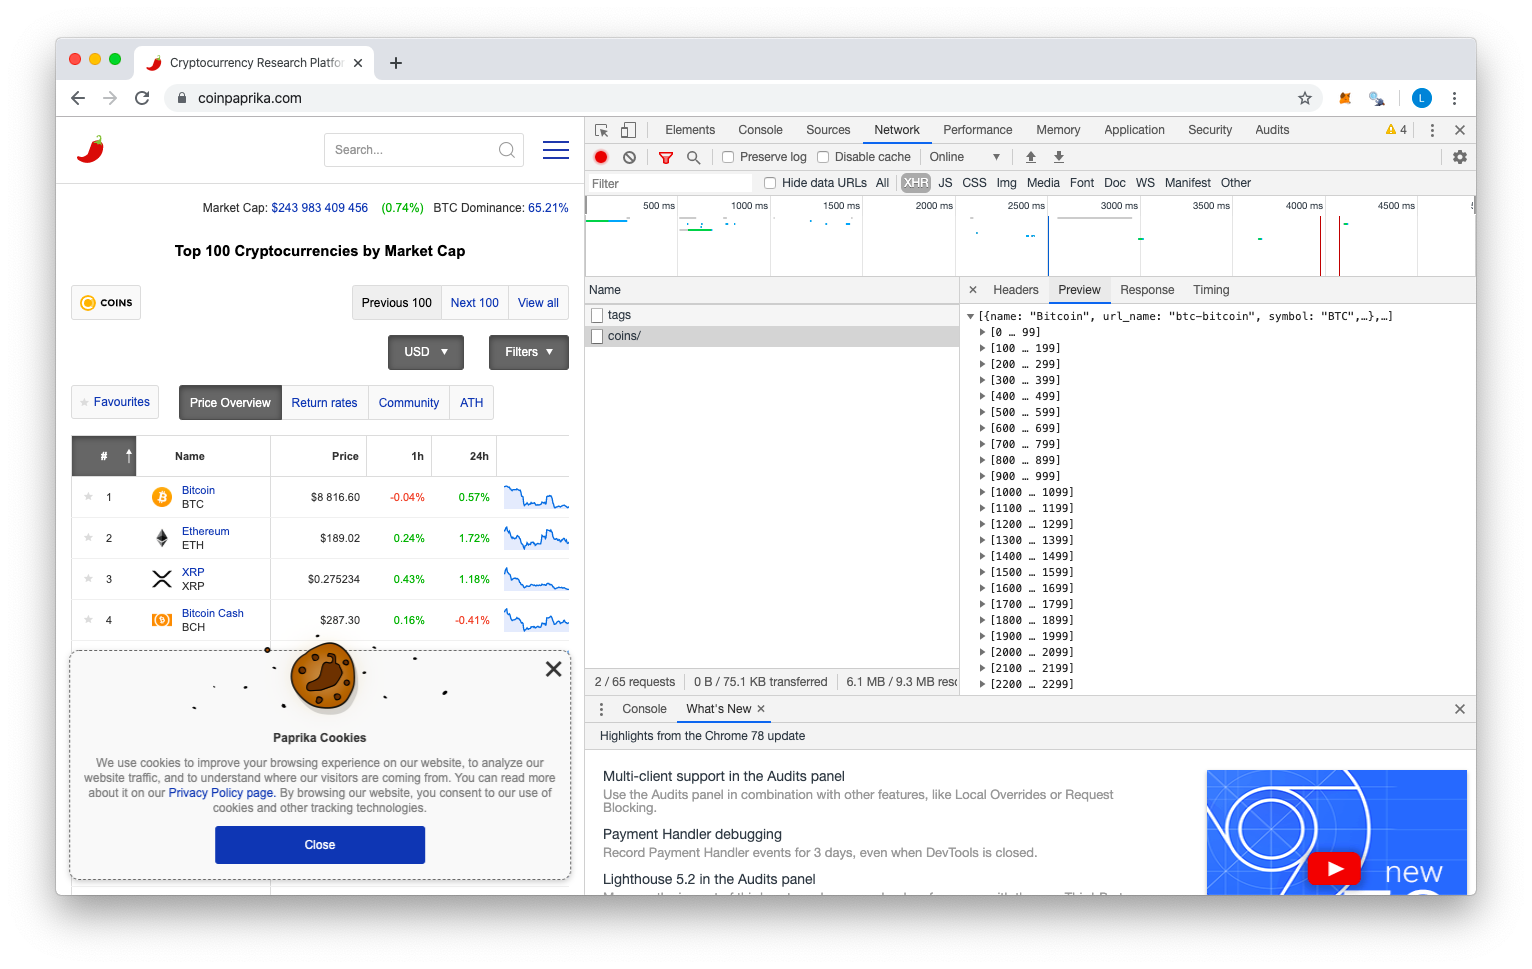 Cryptocurrency Research Platfo
coinpaprika.com
L
Search...
Market Cap: $243 983 409 456 (0.74%) BTC Dominance: 65.21%
Top 100 Cryptocurrencies by Market Cap
COINS
Previous 100 Next 100 View all
USD ▼ Filters ▼
Favourites Price Overview Return rates Community ATH
# Name Price 1h 24h
1 Bitcoin BTC $8 816.60 -0.04% 0.57%
2 Ethereum ETH $189.02 0.24% 1.72%
3 XRP XRP $0.275234 0.43% 1.18%
4 Bitcoin Cash BCH $287.30 0.16% -0.41%
Paprika Cookies
We use cookies to improve your browsing experience on our website, to analyze our
website traffic, and to understand where our visitors are coming from. You can read more
about it on our Privacy Policy page. By browsing our website, you consent to our use of
cookies and other tracking technologies.
Close
Elements Console Sources Network Performance Memory Application Security Audits 4
Preserve log Disable cache Online ▼
Filter Hide data URLs All XHR JS CSS Img Media Font Doc WS Manifest Other
500 ms 1000 ms 1500 ms 2000 ms 2500 ms 3000 ms 3500 ms 4000 ms 4500 ms
Name
tags
coins/
2 / 65 requests 0 B / 75.1 KB transferred 6.1 MB / 9.3 MB resc
Headers Preview Response Timing
[{name: "Bitcoin", url_name: "btc-bitcoin", symbol: "BTC",…},…]
[0 … 99]
[100 … 199]
[200 … 299]
[300 … 399]
[400 … 499]
[500 … 599]
[600 … 699]
[700 … 799]
[800 … 899]
[900 … 999]
[1000 … 1099]
[1100 … 1199]
[1200 … 1299]
[1300 … 1399]
[1400 … 1499]
[1500 … 1599]
[1600 … 1699]
[1700 … 1799]
[1800 … 1899]
[1900 … 1999]
[2000 … 2099]
[2100 … 2199]
[2200 … 2299]
Console What's New
Highlights from the Chrome 78 update
Multi-client support in the Audits panel
Use the Audits panel in combination with other features, like Local Overrides or Request
Blocking.
Payment Handler debugging
Record Payment Handler events for 3 days, even when DevTools is closed.
Lighthouse 5.2 in the Audits panel
new